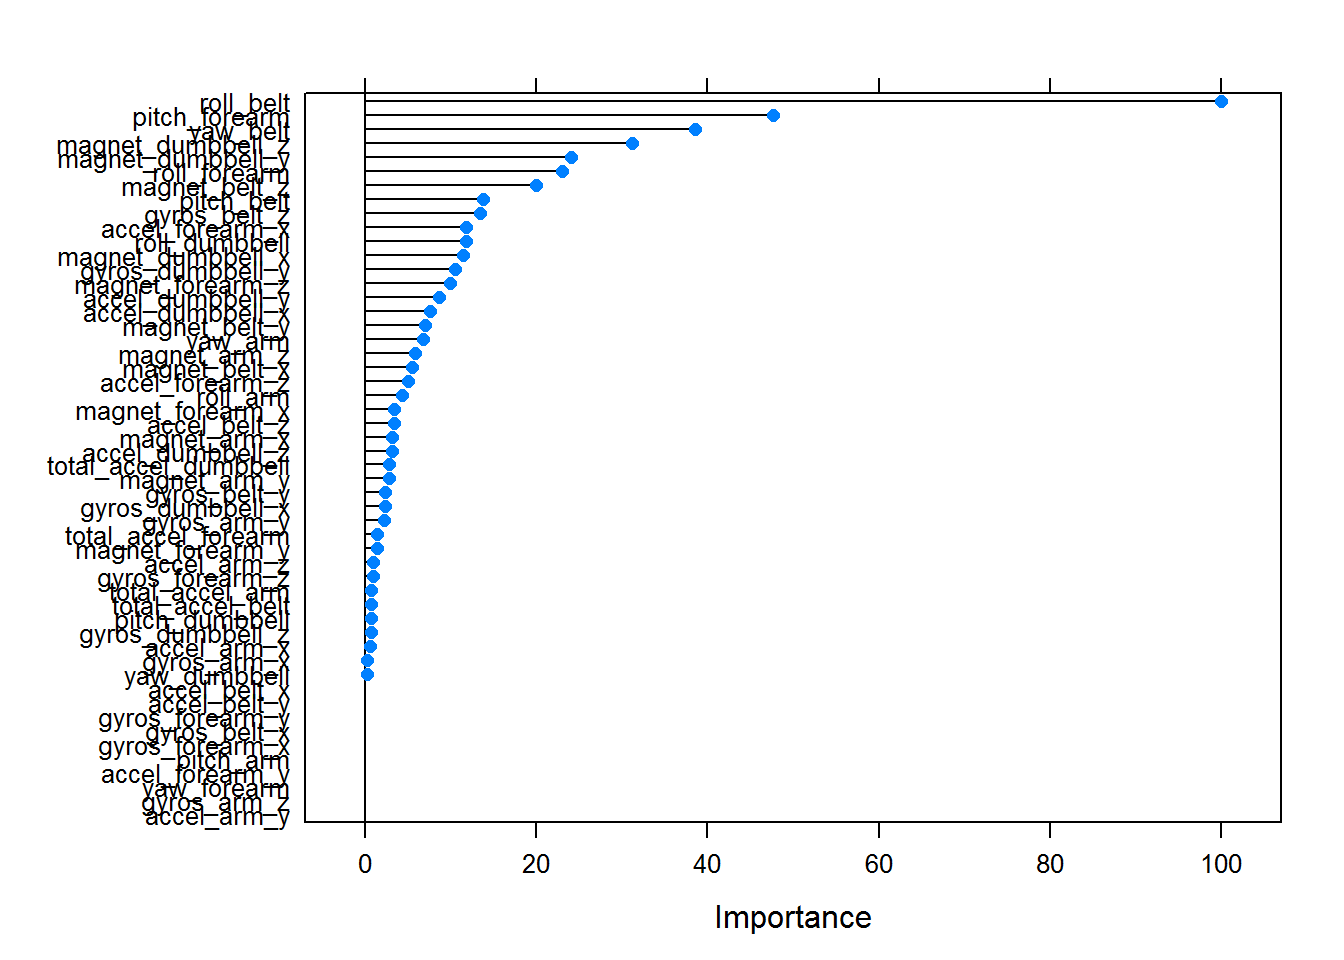 roll_belt
pitch_forearm
yaw_belt
magnet_dumbbell_z
magnet_dumbbell_y
roll_forearm
magnet_belt_z
pitch_belt
gyros_belt_z
accel_forearm_x
roll_dumbbell
magnet_dumbbell_x
gyros_dumbbell_y
magnet_forearm_z
accel_dumbbell_y
accel_dumbbell_x
magnet_belt_y
yaw_arm
magnet_arm_z
magnet_belt_x
accel_forearm_z
roll_arm
magnet_forearm_x
accel_belt_z
magnet_arm_x
accel_dumbbell_z
total_accel_dumbbell
magnet_arm_y
gyros_belt_y
gyros_dumbbell_x
gyros_arm_y
total_accel_forearm
magnet_forearm_y
accel_arm_z
gyros_forearm_z
total_accel_arm
total_accel_belt
pitch_dumbbell
gyros_dumbbell_z
accel_arm_x
gyros_arm_x
yaw_dumbbell
accel_belt_x
accel_belt_y
gyros_forearm_y
gyros_belt_x
gyros_forearm_x
pitch_arm
accel_forearm_y
yaw_forearm
gyros_arm_z
accel_arm_y
0 20 40 60 80 100
Importance